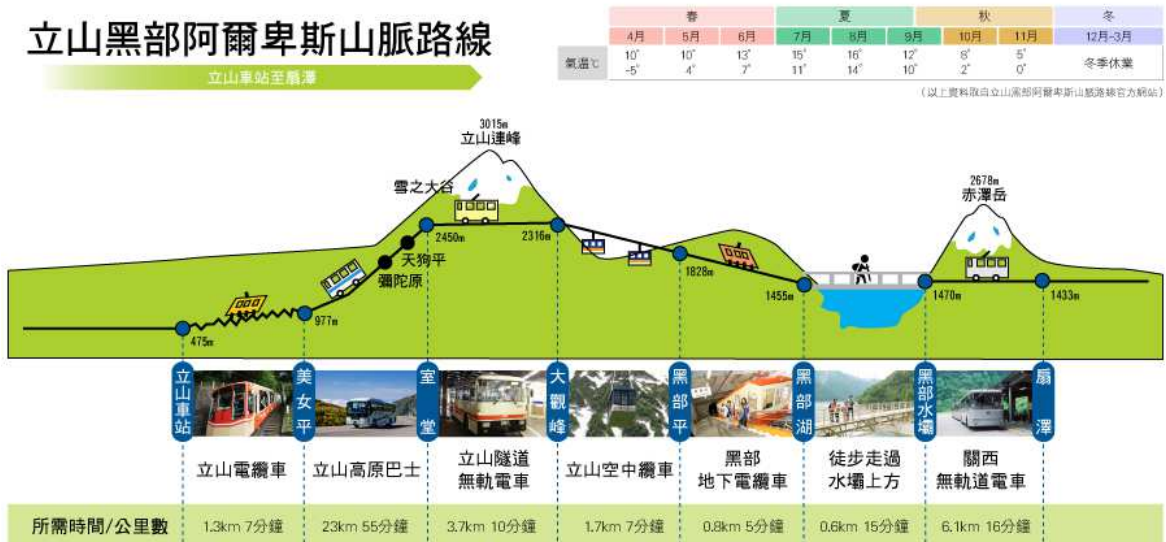 立山黑部阿爾卑斯山脈路線
立山車站至扇澤
春 夏 秋 冬
4月 5月 6月 7月 8月 9月 10月 11月 12月-3月
氣溫℃ 10° 10° 13° 15° 16° 12° 8° 5° 冬季休業
-5° 4° 7° 11° 14° 10° 2° 0°
(以上資料取自立山黑部阿爾卑斯山脈路線官方網站)
3015m
立山連峰
雪之大谷
2678m
赤澤岳
2450m
2316m
天狗平
彌陀原
1828m
1455m
1470m
1433m
977m
475m
立山車站
美女平
室堂
大觀峰
黑部平
黑部湖
黑部水壩
扇澤
立山電纜車
立山高原巴士
立山隧道
無軌電車
立山空中纜車
黑部
地下電纜車
徒步走過
水壩上方
關西
無軌道電車
所需時間/公里數 1.3km 7分鐘 23km 55分鐘 3.7km 10分鐘 1.7km 7分鐘 0.8km 5分鐘 0.6km 15分鐘 6.1km 16分鐘